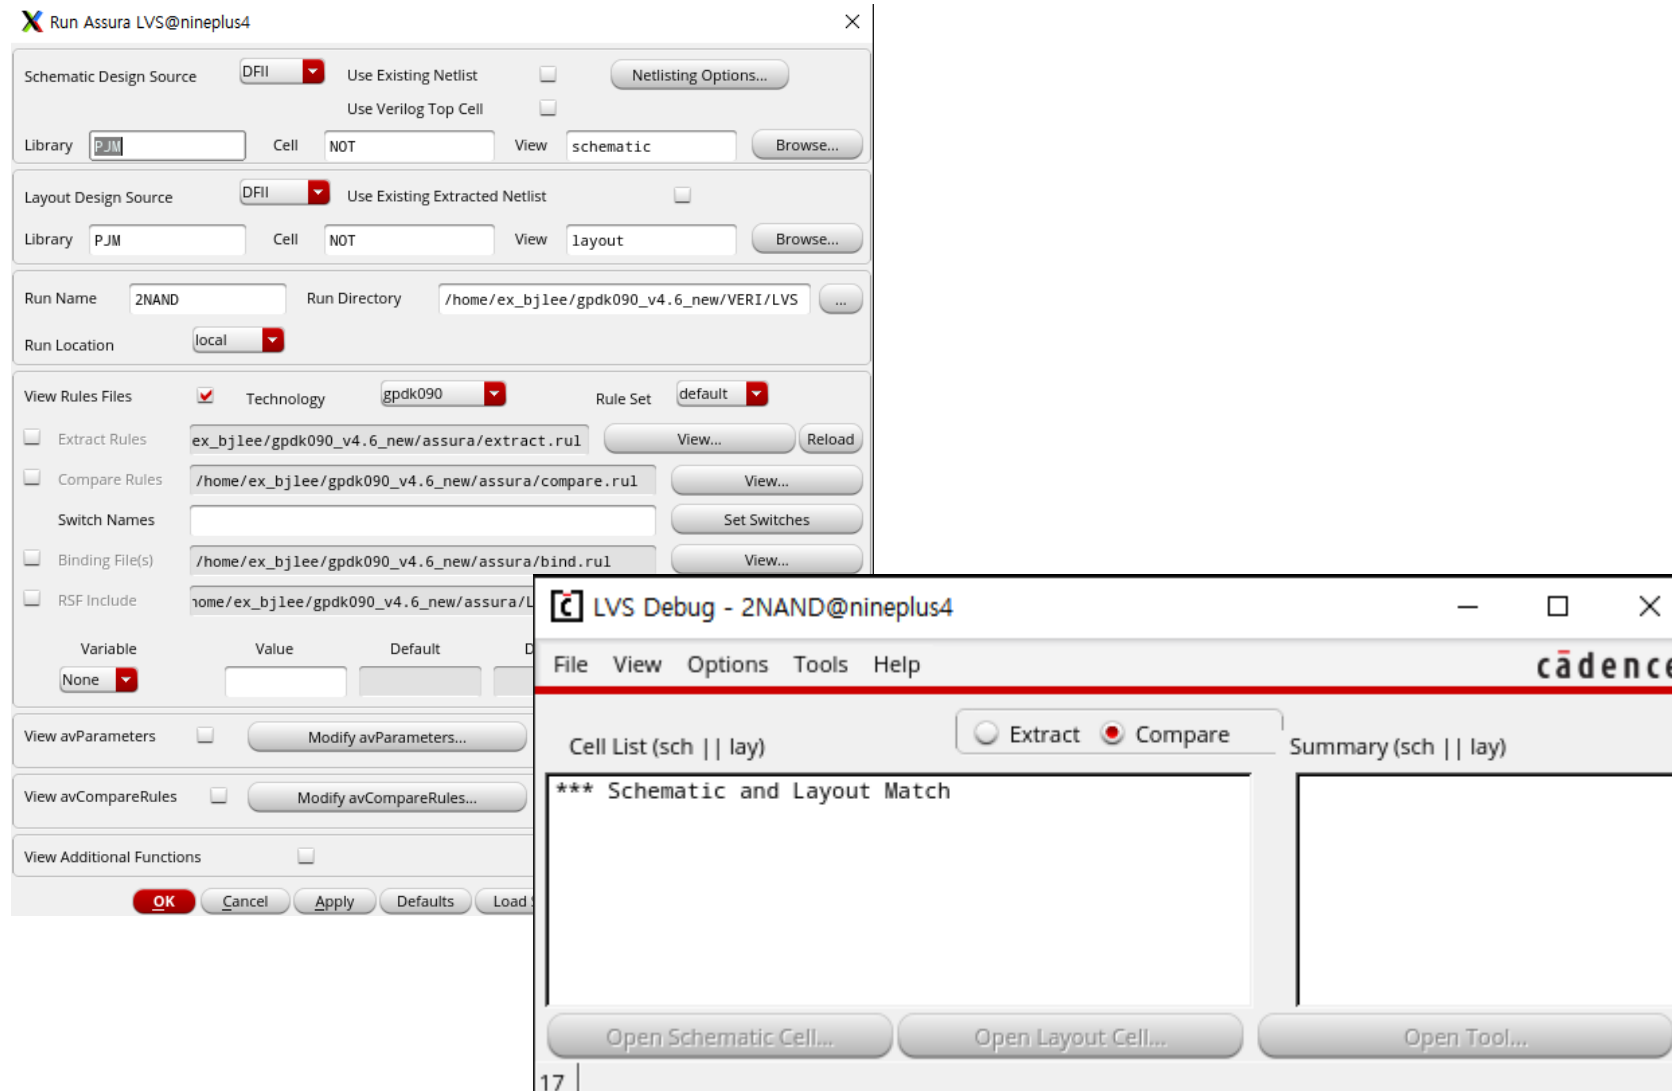 Run Assura LVS@nineplus4
Schematic Design Source DFII Use Existing Netlist Netlisting Options...
Use Verilog Top Cell
Library PJM Cell NOT View schematic Browse...
Layout Design Source DFII Use Existing Extracted Netlist
Library PJM Cell NOT View layout Browse...
Run Name 2NAND Run Directory /home/ex_bjlee/gpdk090_v4.6_new/VERI/LVS ...
Run Location local
View Rules Files Technology gpdk090 Rule Set default
Extract Rules ex_bjlee/gpdk090_v4.6_new/assura/extract.rul View... Reload
Compare Rules /home/ex_bjlee/gpdk090_v4.6_new/assura/compare.rul View...
Switch Names Set Switches
Binding File(s) /home/ex_bjlee/gpdk090_v4.6_new/assura/bind.rul View...
RSF Include home/ex_bjlee/gpdk090_v4.6_new/assura/L
Variable Value Default D
None
View avParameters Modify avParameters...
View avCompareRules Modify avCompareRules...
View Additional Functions
OK Cancel Apply Defaults Load
LVS Debug - 2NAND@nineplus4
File View Options Tools Help cādence
Extract Compare
Cell List (sch || lay) Summary (sch || lay)
*** Schematic and Layout Match
Open Schematic Cell... Open Layout Cell... Open Tool...
17